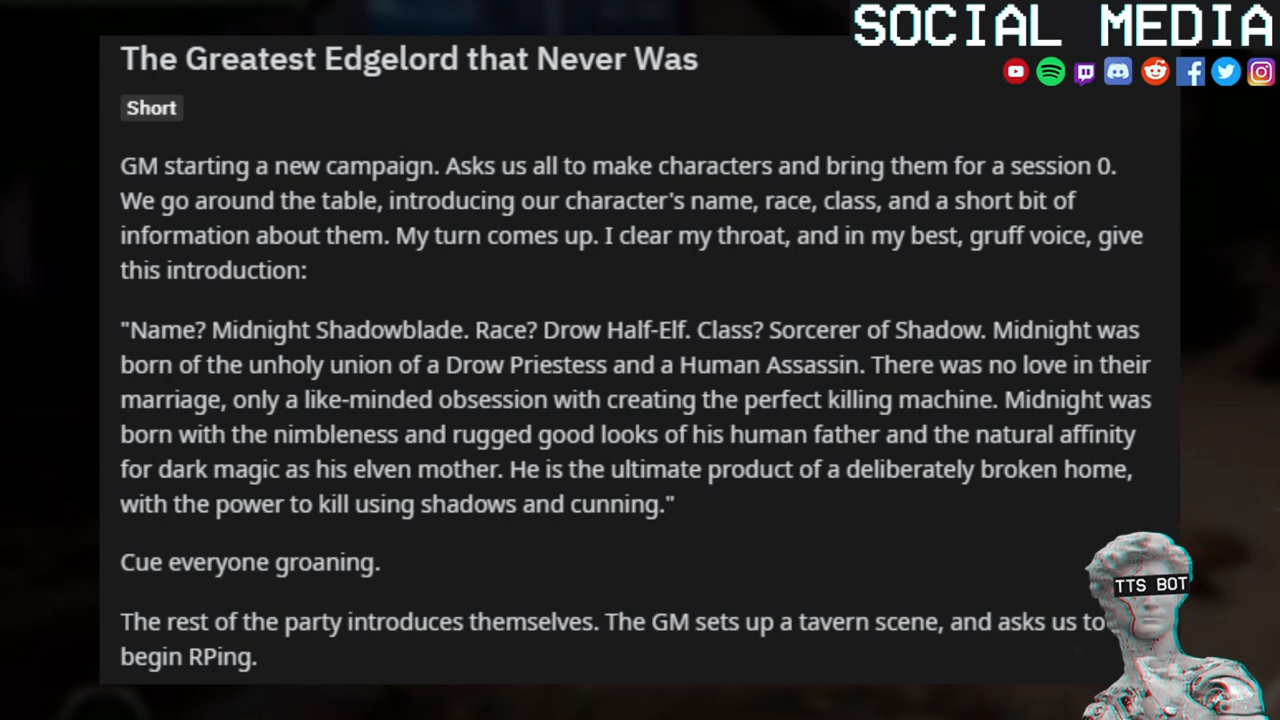 SOCIAL MEDIA
The Greatest Edgelord that Never Was
Short
GM starting a new campaign. Asks us all to make characters and bring them for a session 0.
We go around the table, introducing our character's name, race, class, and a short bit of
information about them. My turn comes up. I clear my throat, and in my best, gruff voice, give
this introduction:
"Name? Midnight Shadowblade. Race? Drow Half-Elf. Class? Sorcerer of Shadow. Midnight was
born of the unholy union of a Drow Priestess and a Human Assassin. There was no love in their
marriage, only a like-minded obsession with creating the perfect killing machine. Midnight was
born with the nimbleness and rugged good looks of his human father and the natural affinity
for dark magic as his elven mother. He is the ultimate product of a deliberately broken home,
with the power to kill using shadows and cunning."
Cue everyone groaning.
The rest of the party introduces themselves. The GM sets up a tavern scene, and asks us to
begin RPing.
TTS BOT